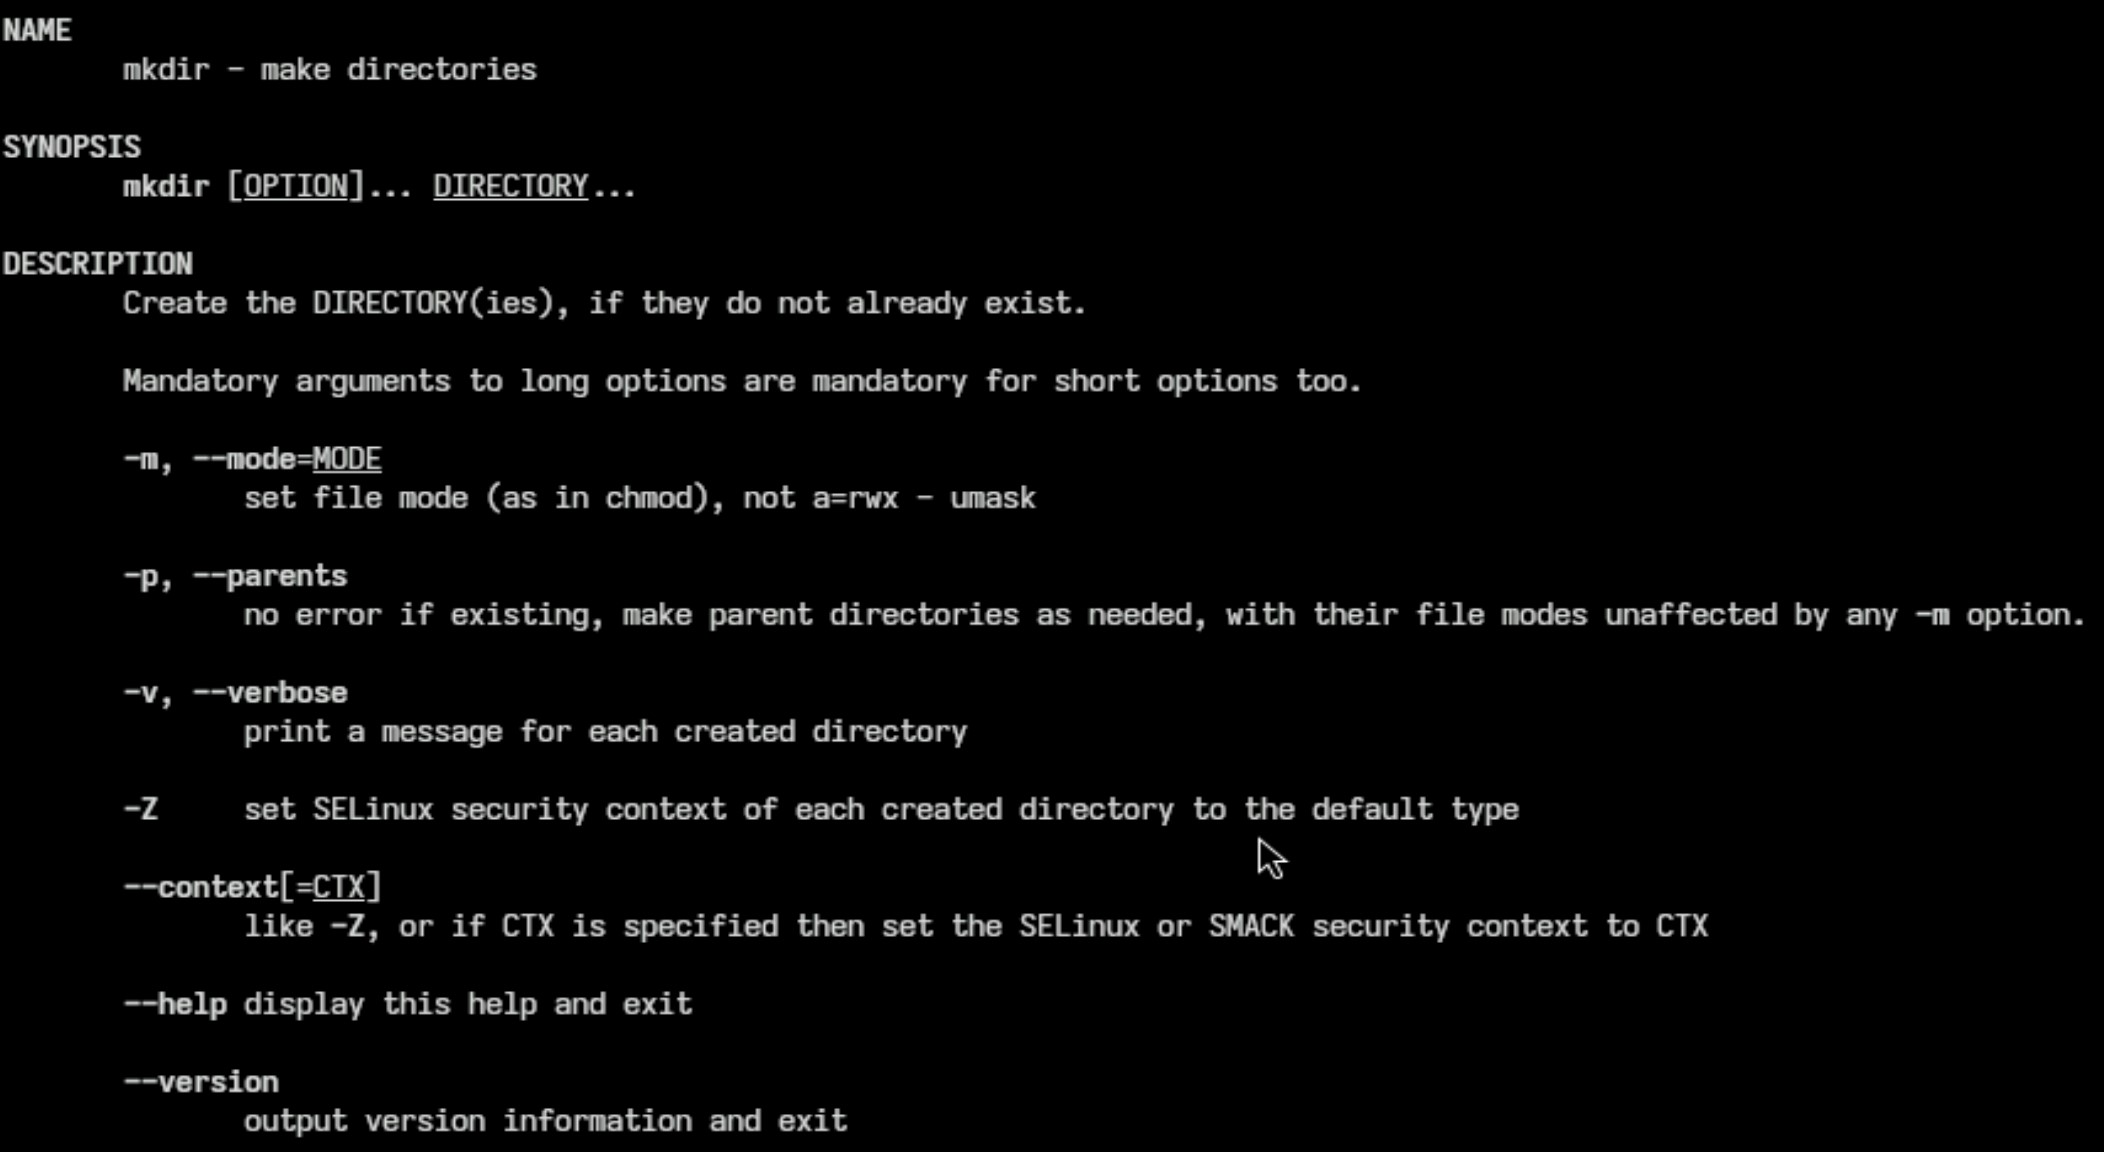 NAME
mkdir - make directories
SYNOPSIS
mkdir [OPTION]... DIRECTORY...
DESCRIPTION
Create the DIRECTORY(ies), if they do not already exist.
Mandatory arguments to long options are mandatory for short options too.
-m, --mode=MODE
set file mode (as in chmod), not a=rwx - umask
-p, --parents
no error if existing, make parent directories as needed, with their file modes unaffected by any -m option.
-v, --verbose
print a message for each created directory
-Z set SELinux security context of each created directory to the default type
--context[=CTX]
like -Z, or if CTX is specified then set the SELinux or SMACK security context to CTX
--help display this help and exit
--version
output version information and exit